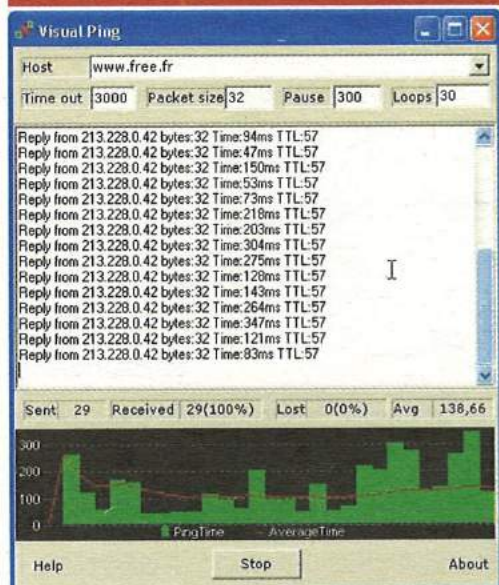 Visual Ping
Host www.free.fr
Time out 3000 Packet size 32 Pause 300 Loops 30
Reply from 213.228.0.42 bytes:32 Time:94ms TTL:57
Reply from 213.228.0.42 bytes:32 Time:47ms TTL:57
Reply from 213.228.0.42 bytes:32 Time:150ms TTL:57
Reply from 213.228.0.42 bytes:32 Time:53ms TTL:57
Reply from 213.228.0.42 bytes:32 Time:73ms TTL:57
Reply from 213.228.0.42 bytes:32 Time:218ms TTL:57
Reply from 213.228.0.42 bytes:32 Time:203ms TTL:57
Reply from 213.228.0.42 bytes:32 Time:304ms TTL:57
Reply from 213.228.0.42 bytes:32 Time:275ms TTL:57
Reply from 213.228.0.42 bytes:32 Time:128ms TTL:57
Reply from 213.228.0.42 bytes:32 Time:143ms TTL:57
Reply from 213.228.0.42 bytes:32 Time:264ms TTL:57
Reply from 213.228.0.42 bytes:32 Time:347ms TTL:57
Reply from 213.228.0.42 bytes:32 Time:121ms TTL:57
Reply from 213.228.0.42 bytes:32 Time:83ms TTL:57
Sent 29 Received 29(100%) Lost 0(0%) Avg 138,66
300
200
100
0
PingTime AverageTime
Help Stop About